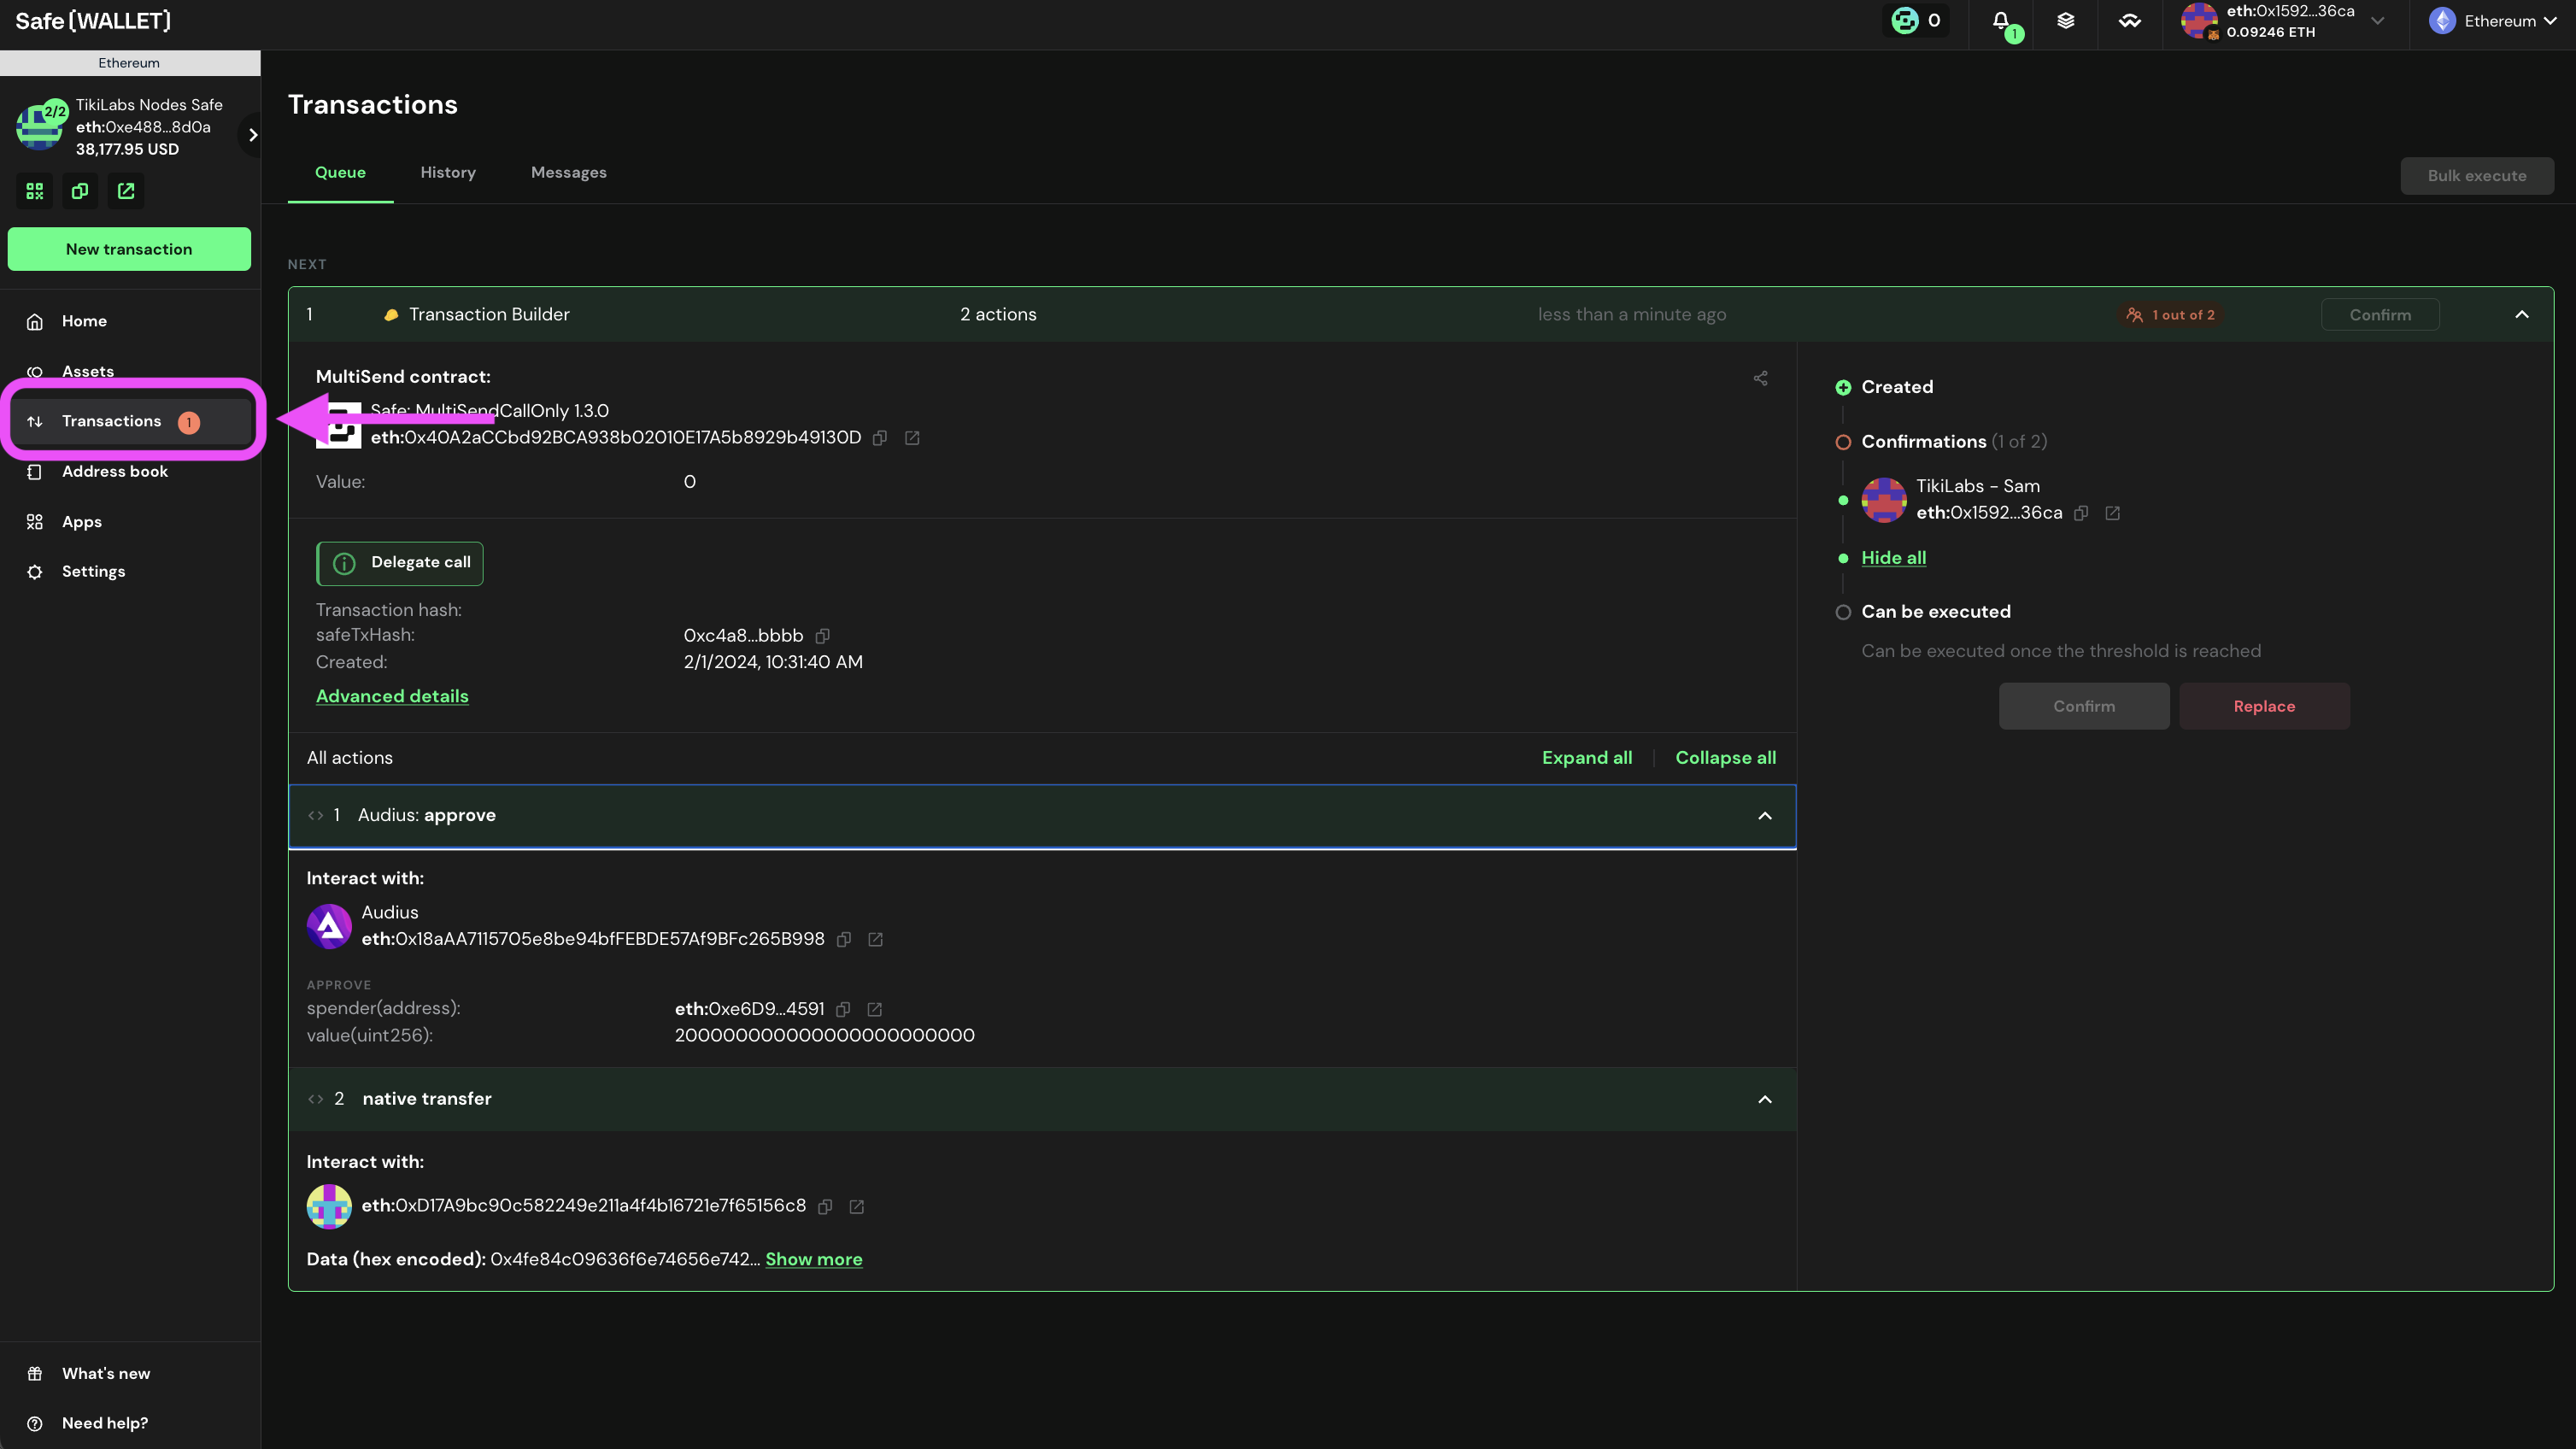 Safe{WALLET}
0
1
eth:0x1592...36ca
0.09246 ETH
Ethereum
Ethereum
2/2
TikiLabs Nodes Safe
eth:0xe488...8d0a
38,177.95 USD
New transaction
Home
Assets
Transactions 1
Address book
Apps
Settings
What's new
Need help?
Transactions
Queue
History
Messages
Bulk execute
NEXT
1 Transaction Builder 2 actions less than a minute ago 1 out of 2 Confirm
MultiSend contract:
Safe: MultiSendCallOnly 1.3.0
eth:0x40A2aCCbd92BCA938b02010E17A5b8929b49130D
Value: 0
Delegate call
Transaction hash:
safeTxHash: 0xc4a8...bbbb
Created: 2/1/2024, 10:31:40 AM
Advanced details
All actions Expand all Collapse all
1 Audius: approve
Interact with:
Audius
eth:0x18aAA7115705e8be94bfFEBDE57Af9BFc265B998
APPROVE
spender(address): eth:0xe6D9...4591
value(uint256):
2 native transfer
Interact with:
eth:0xD17A9bc90c582249e211a4f4b16721e7f65156c8
Data (hex encoded): 0x4fe84c09636f6e74656e742... Show more
Created
Confirmations (1 of 2)
TikiLabs - Sam
eth:0x1592...36ca
Hide all
Can be executed
Can be executed once the threshold is reached
Confirm
Replace